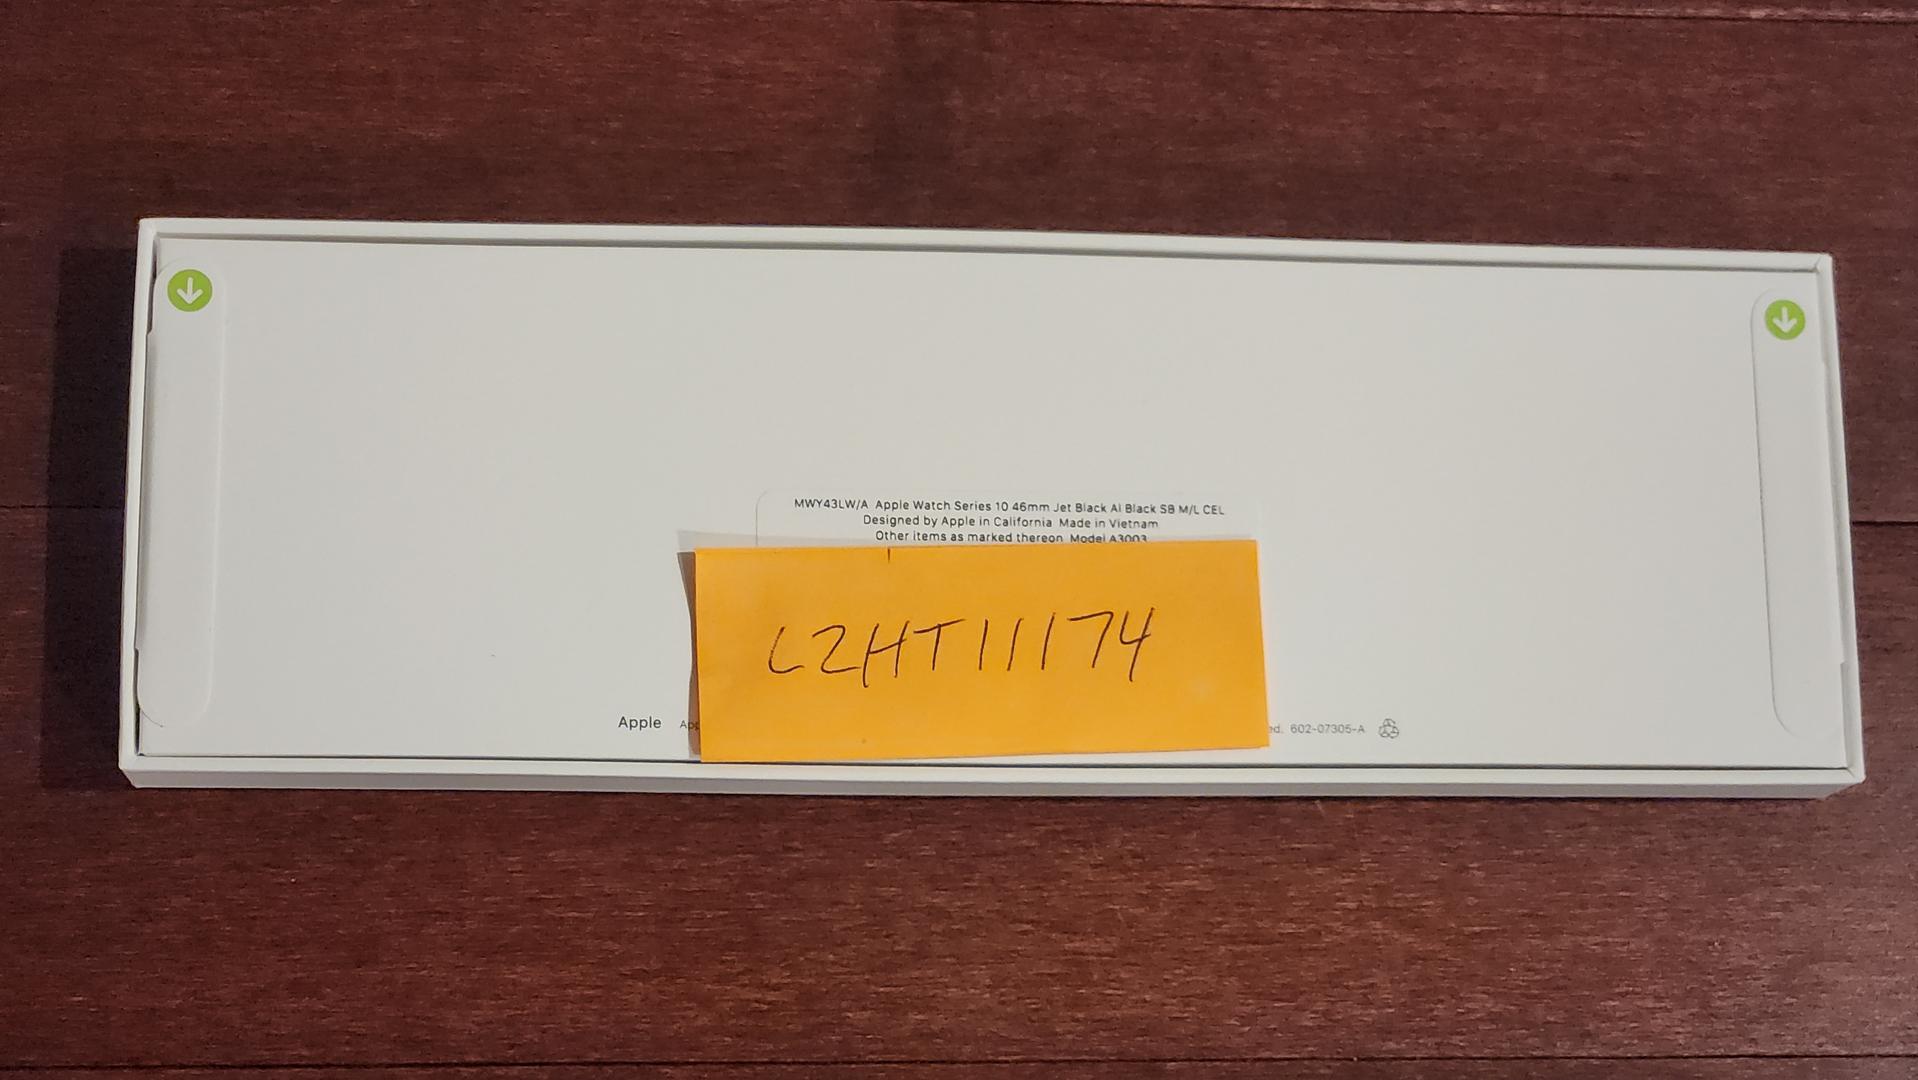 MWY43LW/A Apple Watch Series 10 46mm Jet Black Al Black SB M/L CEL
Designed by Apple in California Made in Vietnam
Other items as marked thereon Model A3003
LZHT11174
Apple
602-07305-A